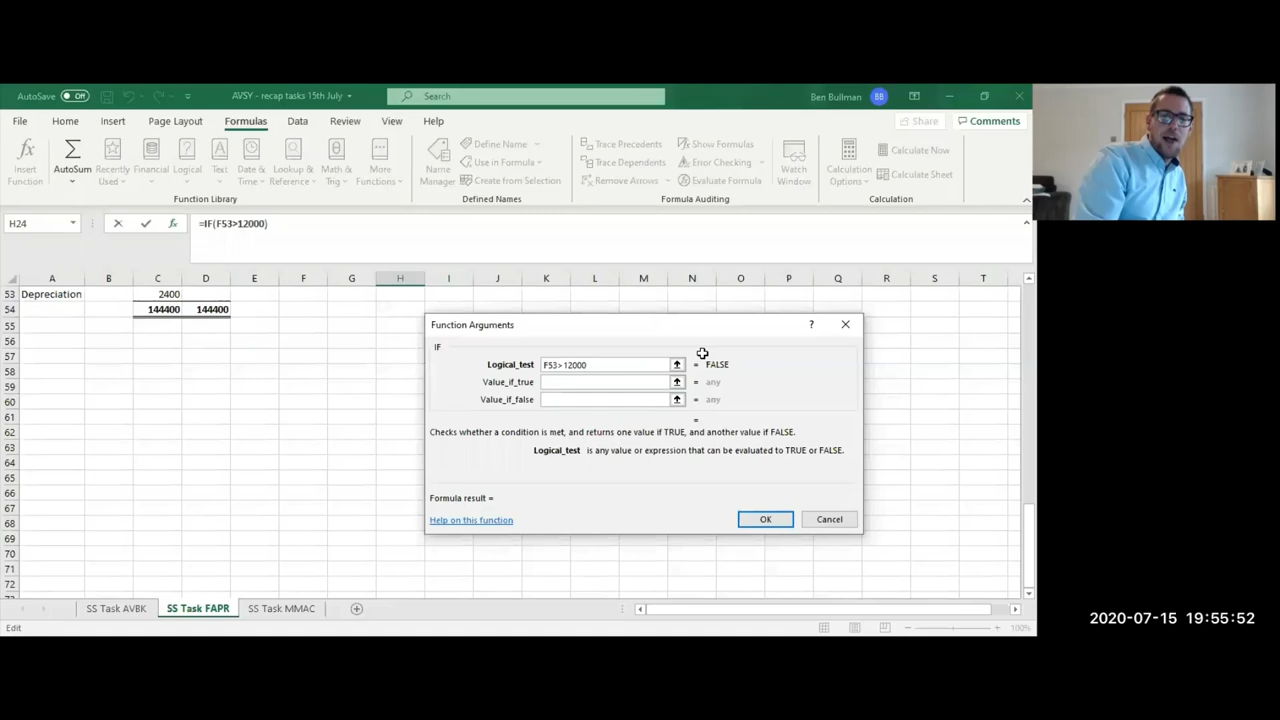 AutoSave Off AVSY - recap tasks 15th July Search Ben Bullman BB
File Home Insert Page Layout Formulas Data Review View Help Share Comments
Insert Function
AutoSum
Recently Used
Financial
Logical
Text
Date & Time
Lookup & Reference
Math & Trig
More Functions
Function Library
Name Manager
Define Name
Use in Formula
Create from Selection
Defined Names
Trace Precedents
Trace Dependents
Remove Arrows
Show Formulas
Error Checking
Evaluate Formula
Formula Auditing
Watch Window
Calculation Options
Calculate Now
Calculate Sheet
Calculation
H24 fx =IF(F53>12000)
A B C D E F G H I J K L M N O P Q R S T
53 Depreciation 2400
54 144400 144400
55
56
57
58
59
60
61
62
63
64
65
66
67
68
69
70
71
72
Function Arguments ?
IF
Logical_test F53>12000 = FALSE
Value_if_true = any
Value_if_false = any
=
Checks whether a condition is met, and returns one value if TRUE, and another value if FALSE.
Logical_test is any value or expression that can be evaluated to TRUE or FALSE.
Formula result =
Help on this function OK Cancel
SS Task AVBK SS Task FAPR SS Task MMAC
Edit 100%
2020-07-15 19:55:52